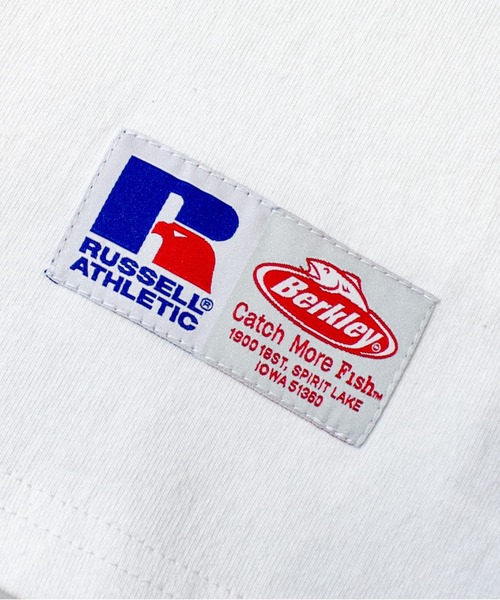 RUSSELL®
ATHLETIC
Berkley®
Catch More Fish™
1900 18ST, SPIRIT LAKE
IOWA 51360